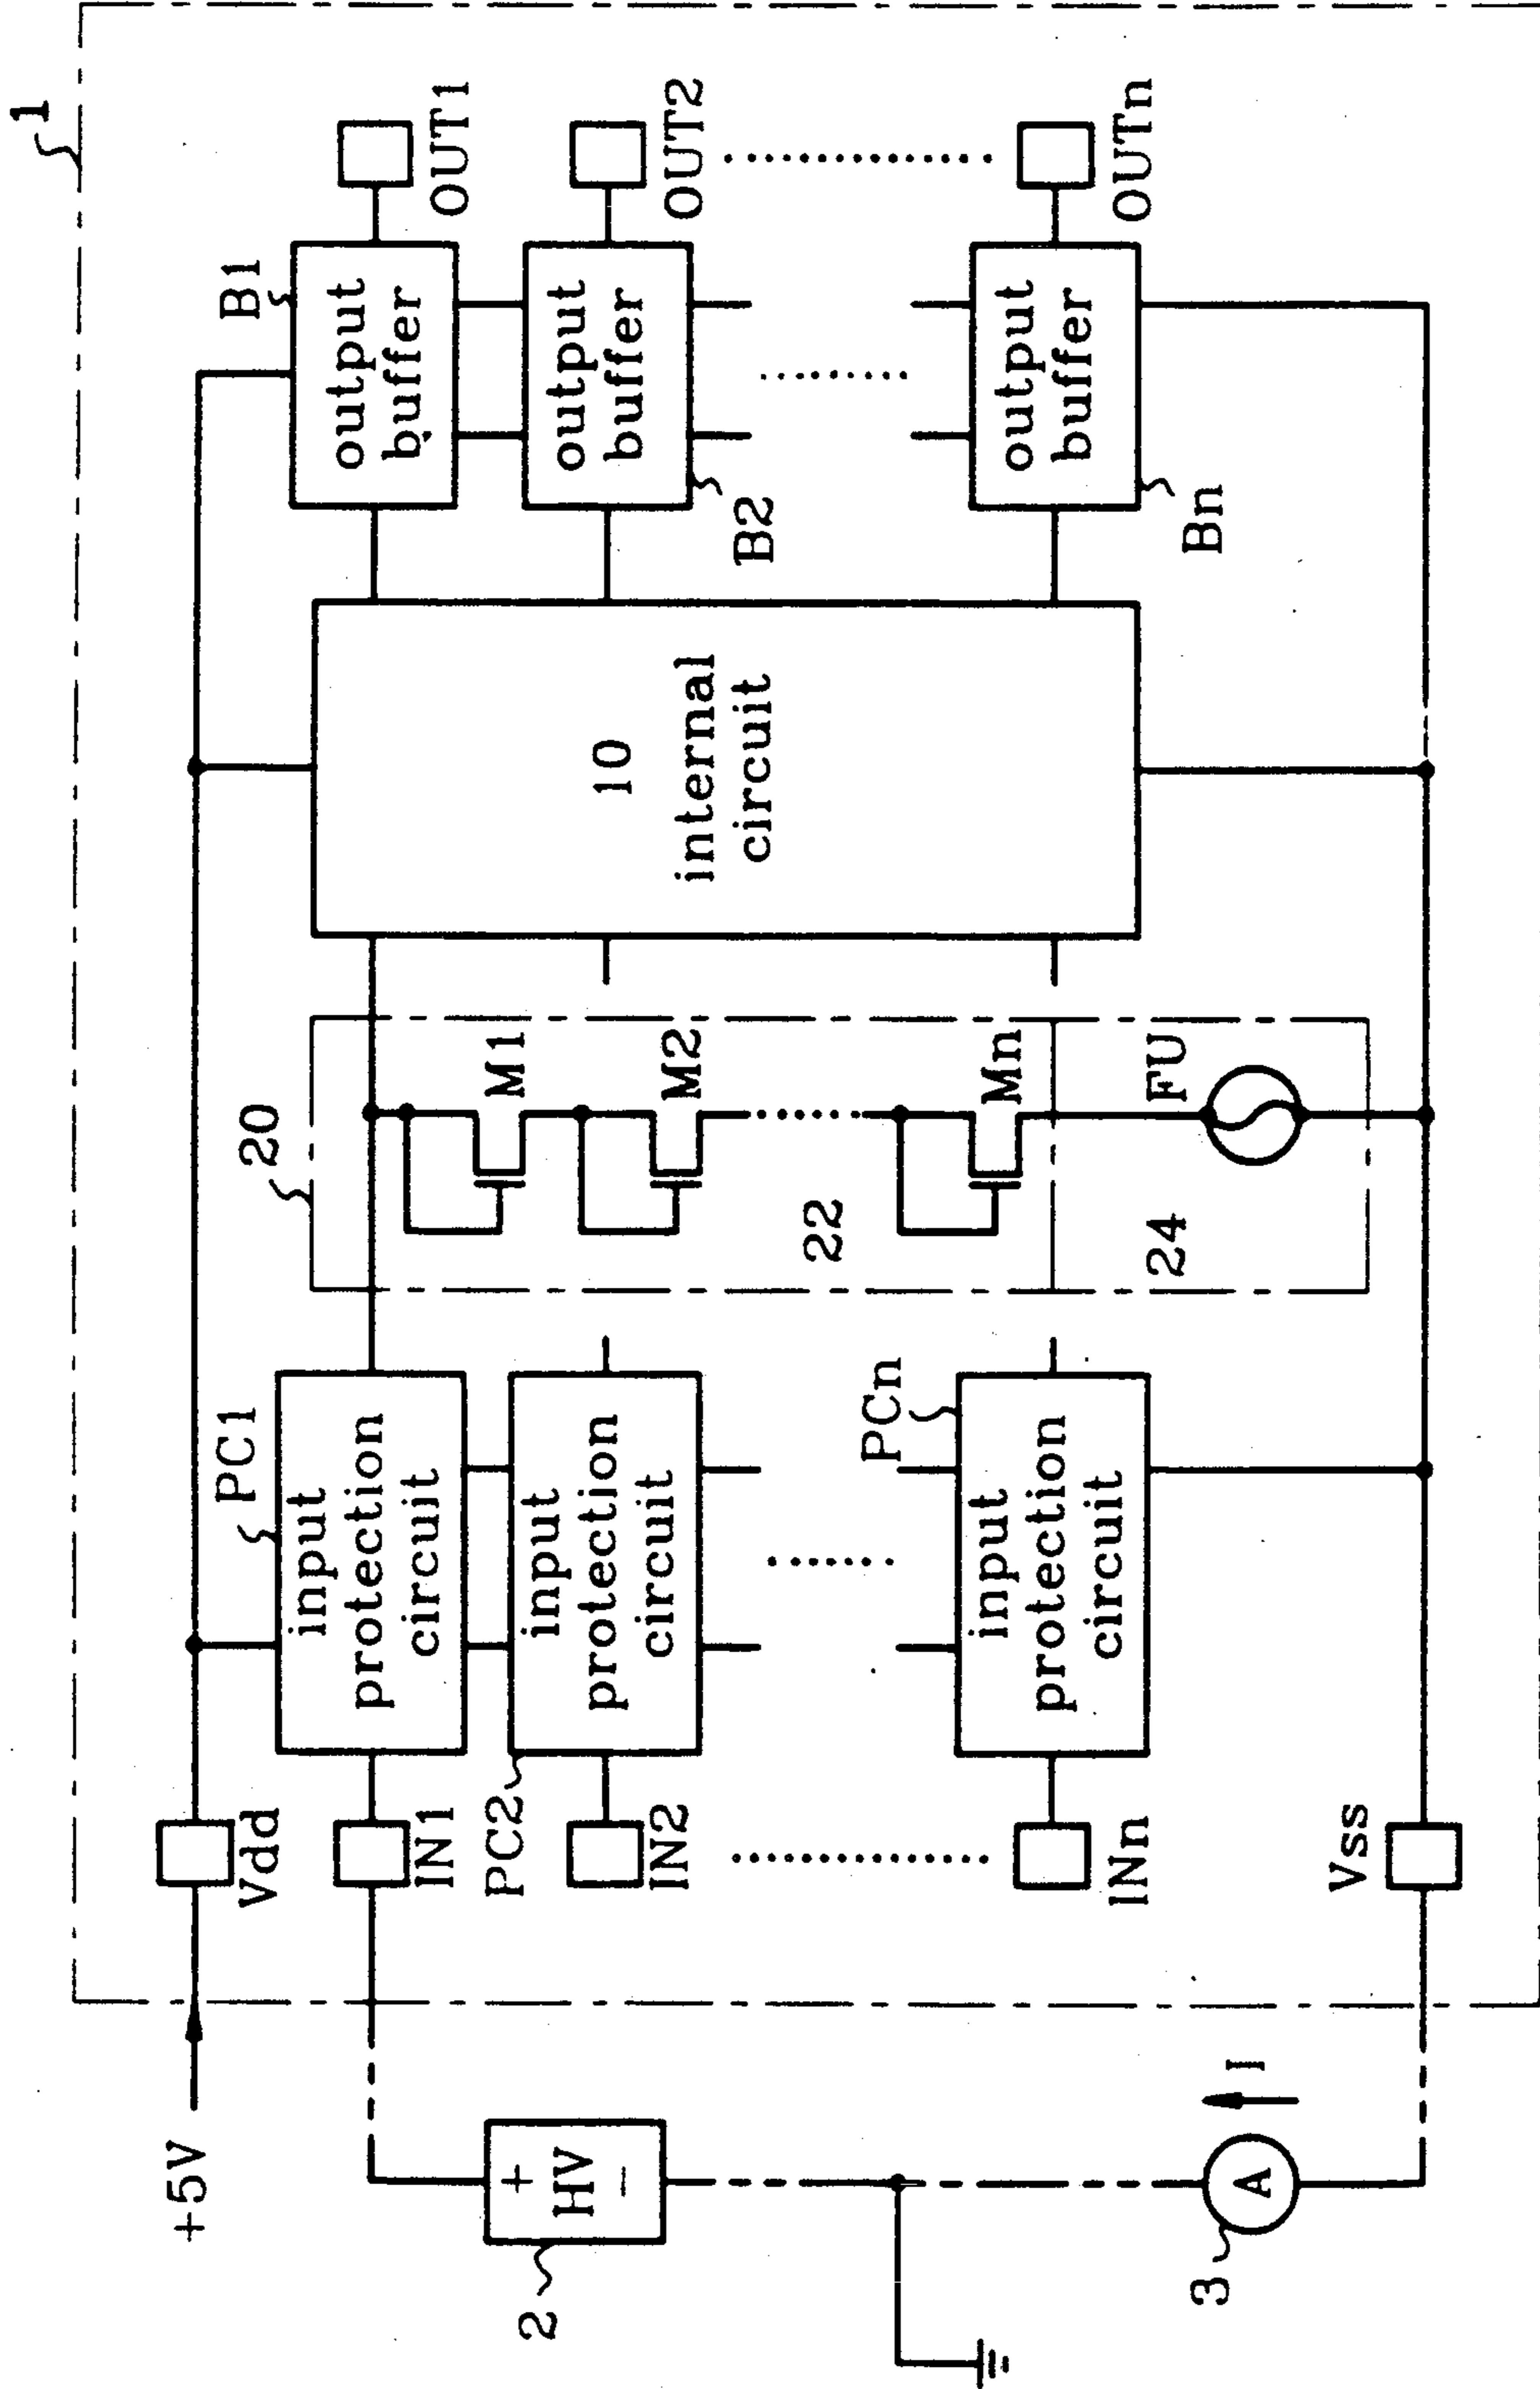 1
+5V
Vdd
PC1
input
protection
circuit
IN1
PC2
input
protection
circuit
IN2
PCn
input
protection
circuit
INn
Vss
2
+
HV
−
3
A
I
20
M1
M2
22
Mn
24
FU
10
internal
circuit
B1
output
buffer
OUT1
output
buffer
B2
OUT2
output
buffer
Bn
OUTn